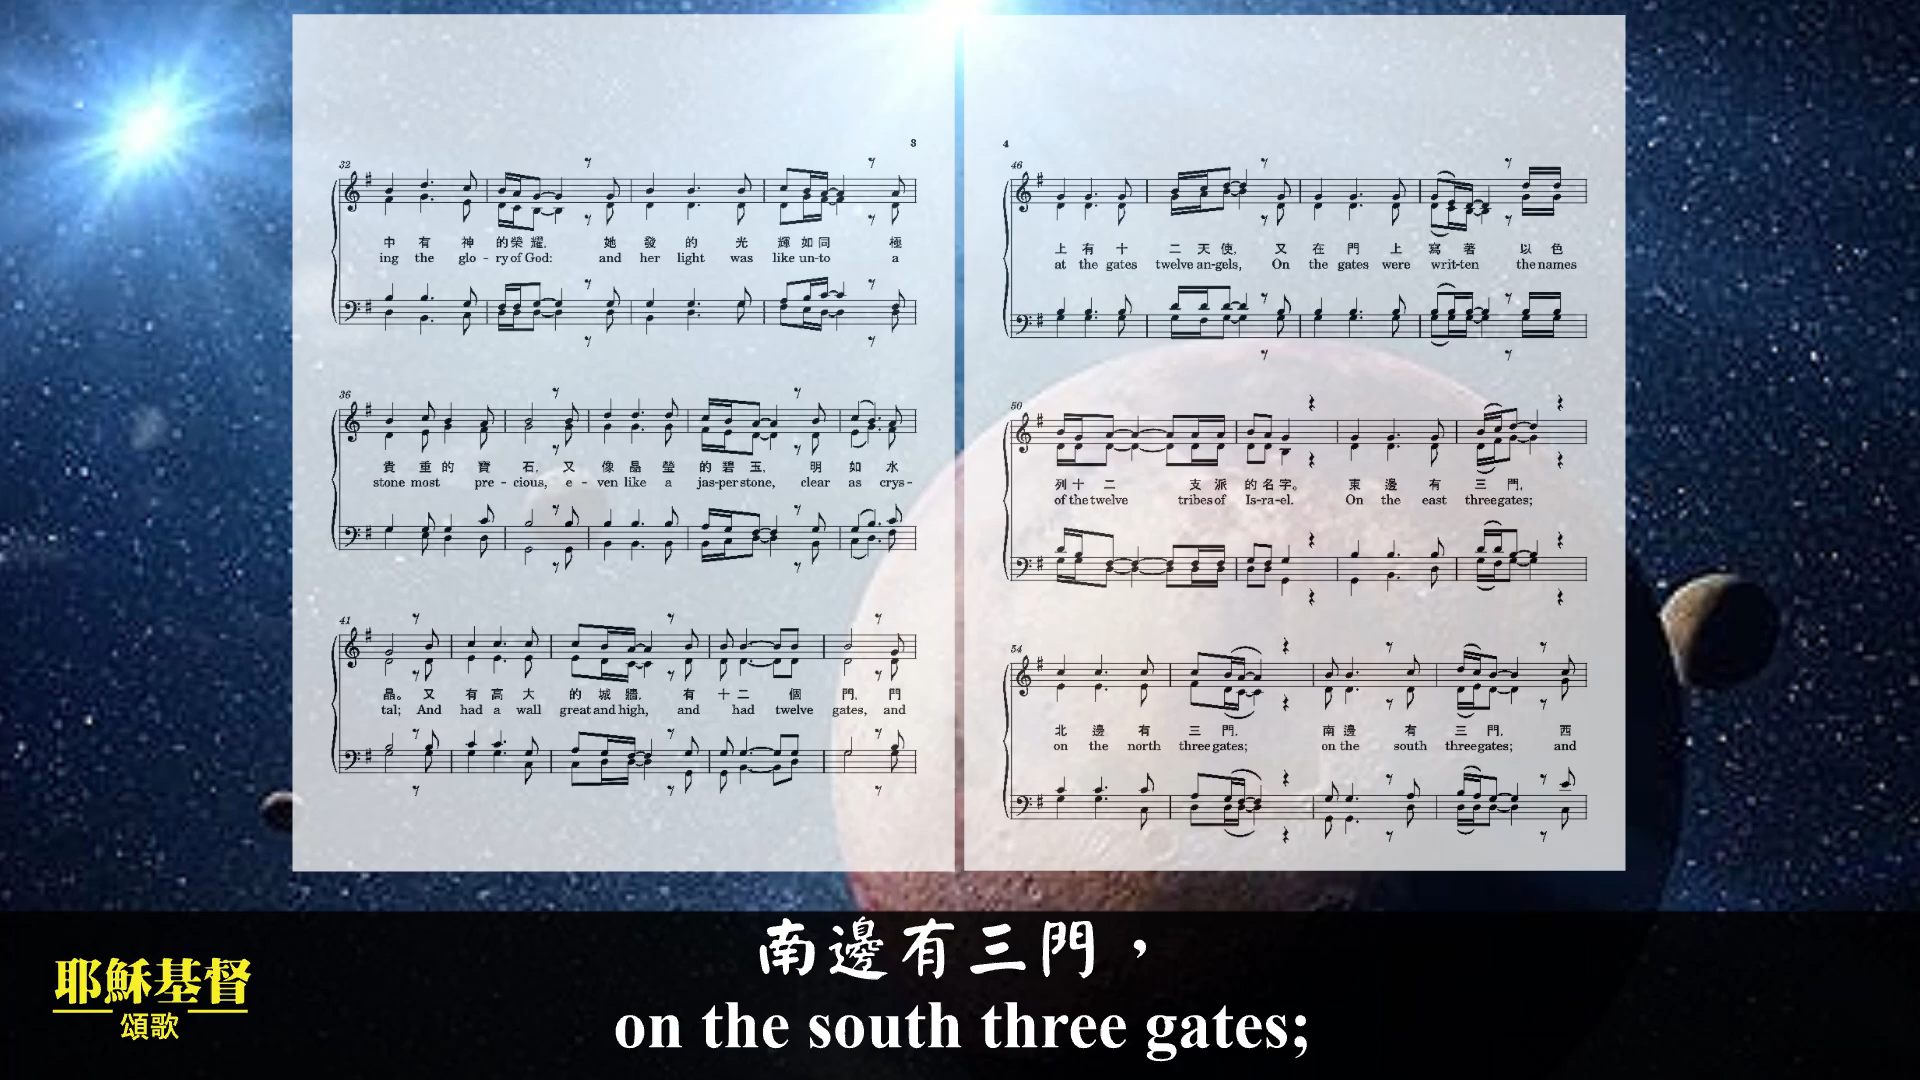 3
32
中 有 神 的榮耀, 她 發 的 光 輝如同 極
ing the glo - ry of God: and her light was like un-to a
36
貴 重的 寶 石, 又 像晶瑩 的碧玉, 明 如 水
stone most pre - cious, e - ven like a jas-per stone, clear as crys-
41
晶。 又 有高大 的城牆, 有 十二 個 門, 門
tal; And had a wall great and high, and had twelve gates, and
4
46
上有十 二天使, 又在門上寫著 以色
at the gates twelve an-gels, On the gates were writ-ten the names
50
列十二 支派的名字。 東邊有三門,
of the twelve tribes of Is-ra-el. On the east three gates;
54
北邊有三門, 南邊有三門, 西
on the north three gates; on the south three gates; and
南邊有三門，
on the south three gates;
耶穌基督
頌歌